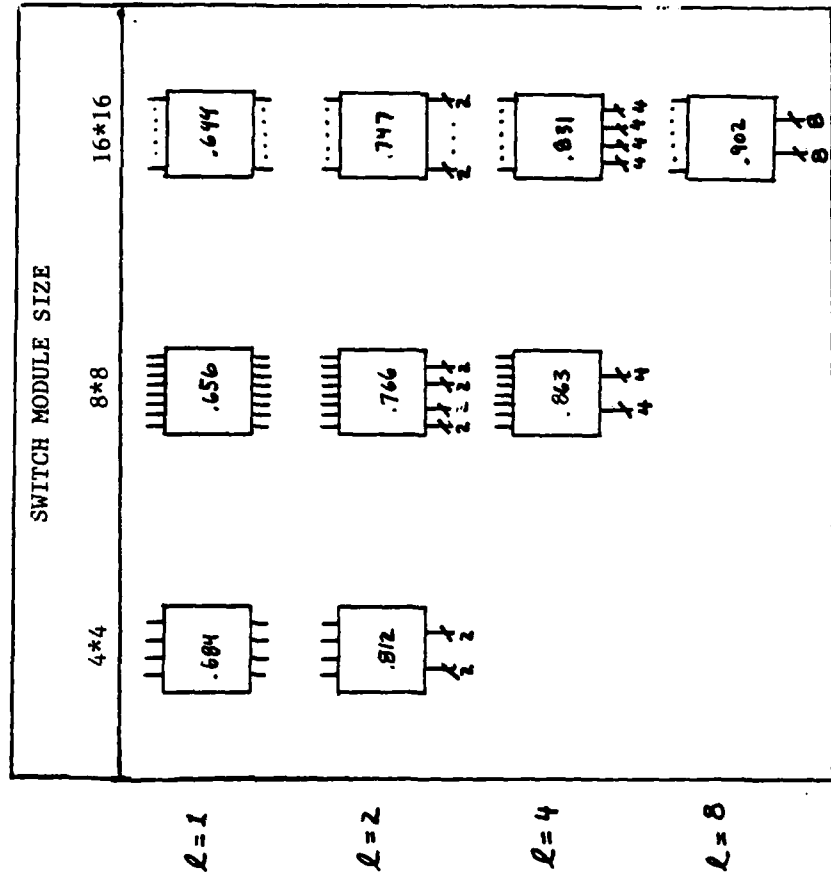 SWITCH MODULE SIZE
4*4 8*8 16*16
ℓ=1 .684 .656 .644
ℓ=2 .812 .766 .747
2 2 2 2 2 2 2 2
ℓ=4 .863 .831
4 4 4 4 4 4
ℓ=8 .902
8 8